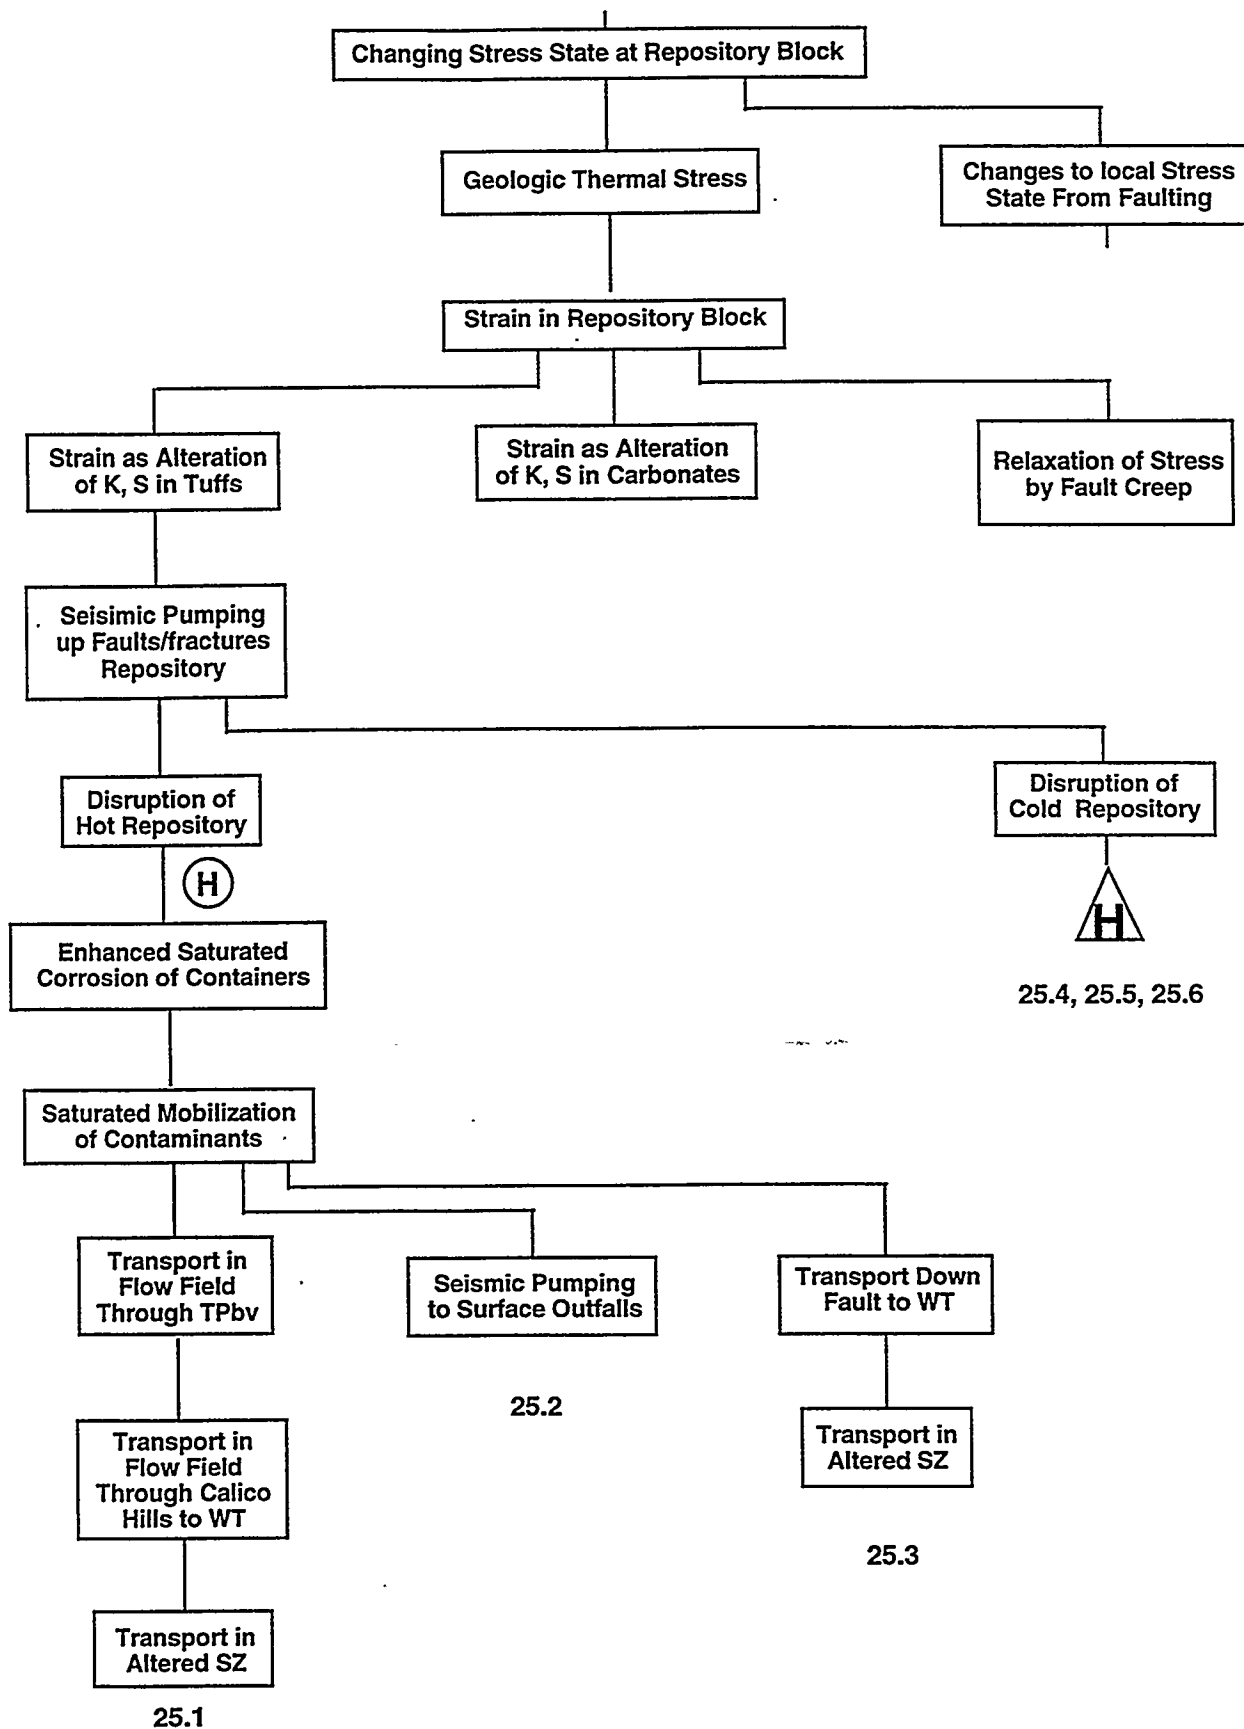 Changing Stress State at Repository Block
Geologic Thermal Stress
Changes to local Stress
State From Faulting
Strain in Repository Block
Strain as Alteration
of K, S in Tuffs
Strain as Alteration
of K, S in Carbonates
Relaxation of Stress
by Fault Creep
Seisimic Pumping
up Faults/fractures
Repository
Disruption of
Hot Repository
Disruption of
Cold Repository
H
H
25.4, 25.5, 25.6
Enhanced Saturated
Corrosion of Containers
Saturated Mobilization
of Contaminants
Transport in
Flow Field
Through TPbv
Seismic Pumping
to Surface Outfalls
25.2
Transport Down
Fault to WT
Transport in
Altered SZ
25.3
Transport in
Flow Field
Through Calico
Hills to WT
Transport in
Altered SZ
25.1